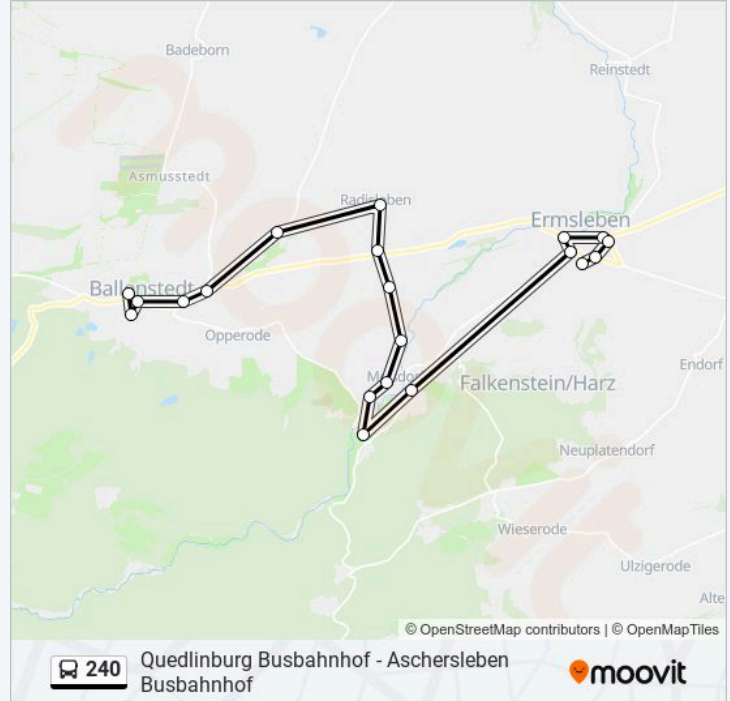 Badeborn
Reinstedt
Asmusstedt
Radisleben
Ermsleben
Ballenstedt
Opperode
Endorf
Falkenstein/Harz
Neuplatendorf
Wieserode
Ulzigerode
Alte
© OpenStreetMap contributors | © OpenMapTiles
240
Quedlinburg Busbahnhof - Aschersleben
Busbahnhof
moovit